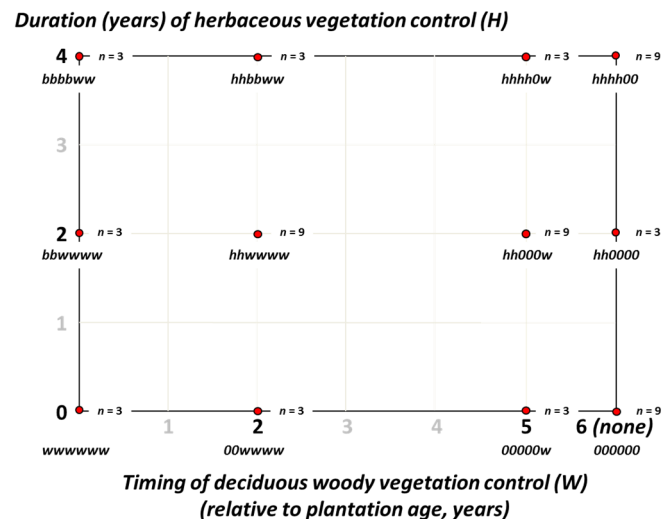 Duration (years) of herbaceous vegetation control (H)
4 n = 3 n = 3 n = 3 n = 9
bbbbww hhbbww hhhh0w hhhh00
3
2 n = 3 n = 9 n = 9 n = 3
bbwwww hhwwww hh000w hh0000
1
0 n = 3 n = 3 n = 3 n = 9
1 2 3 4 5 6 (none)
wwwwww 00wwww 00000w 000000
Timing of deciduous woody vegetation control (W)
(relative to plantation age, years)